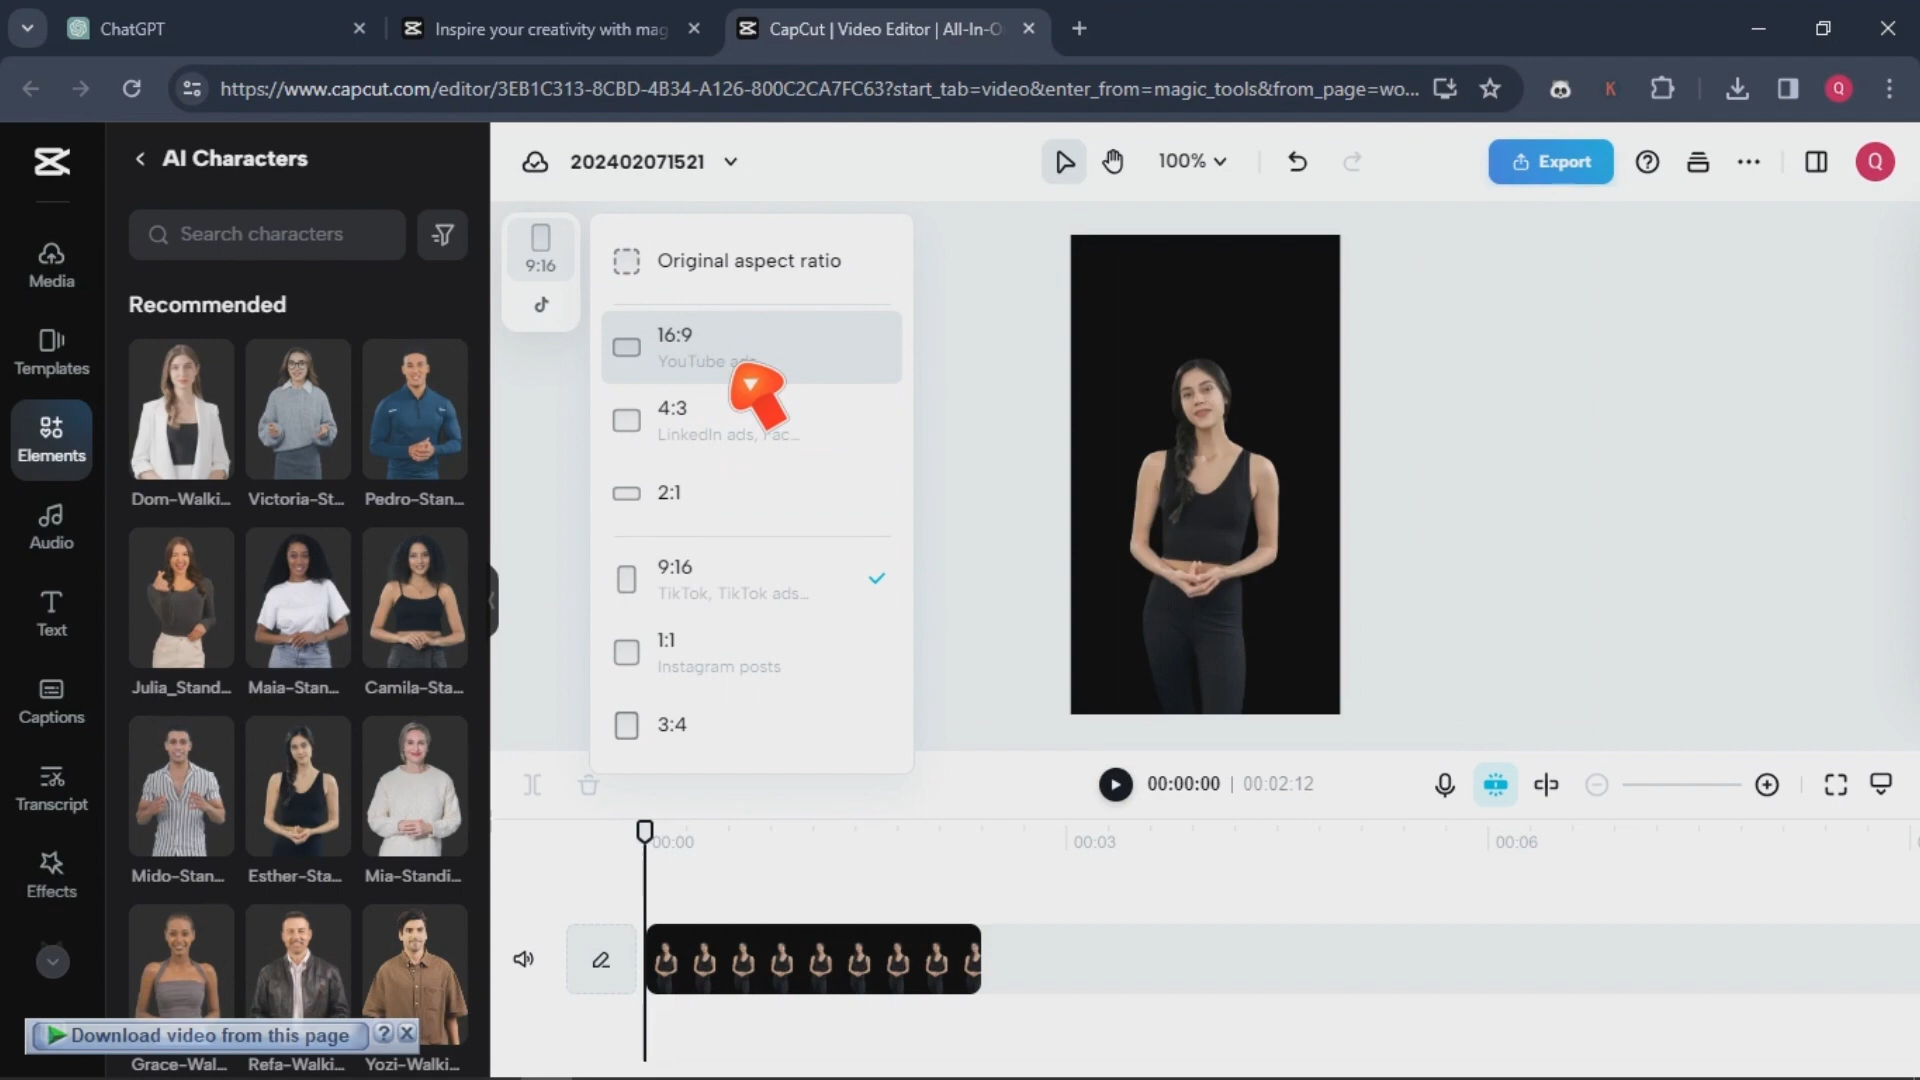 ChatGPT
Inspire your creativity with mag
CapCut | Video Editor | All-In-O
https://www.capcut.com/editor/3EB1C313-8CBD-4B34-A126-800C2CA7FC63?start_tab=video&enter_from=magic_tools&from_page=wo...
K
Q
AI Characters
202402071521
100%
Export
Q
Search characters
Media
Templates
Elements
Audio
Text
Captions
Transcript
Effects
Recommended
Dom-Walki...
Victoria-St...
Pedro-Stan...
Julia_Stand...
Maia-Stan...
Camila-Sta...
Mido-Stan...
Esther-Sta...
Mia-Standi...
Grace-Wal...
Refa-Walki...
Yozi-Walki...
Download video from this page
9:16
Original aspect ratio
16:9
YouTube ads
4:3
LinkedIn ads, Fac...
2:1
9:16
TikTok, TikTok ads...
1:1
Instagram posts
3:4
00:00:00 | 00:02:12
00:00
00:03
00:06